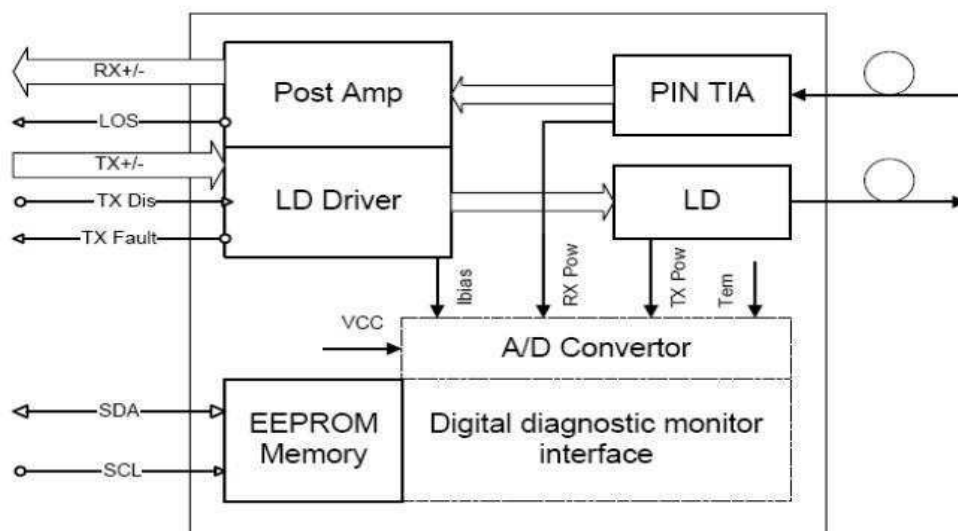 RX+/-
Post Amp
PIN TIA
LOS
TX+/-
TX Dis
LD Driver
LD
TX Fault
Ibias
RX Pow
TX Pow
Tem
VCC
A/D Convertor
SDA
EEPROM
Memory
Digital diagnostic monitor
interface
SCL